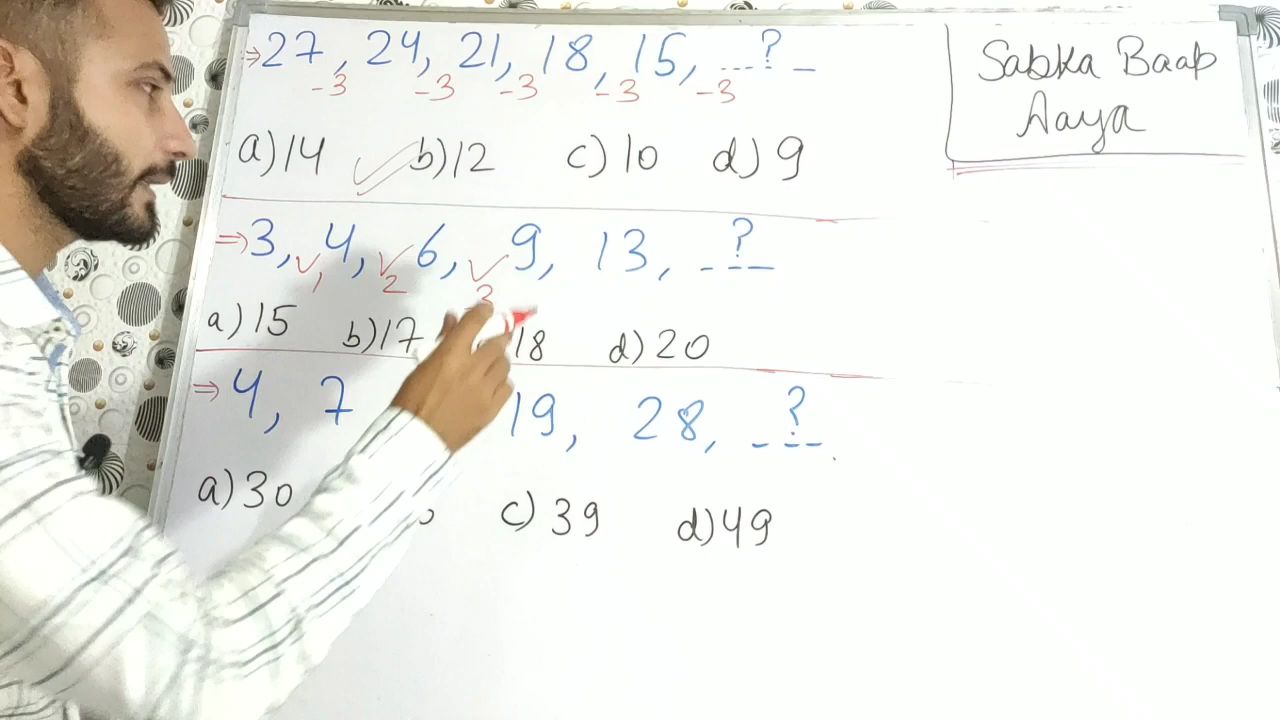 ⇒27, 24, 21, 18, 15, ---?--
-3 -3 -3 -3 -3
a)14 b)12 c)10 d)9
Sabka Baap
Aaya
⇒3, 4, 6, 9, 13, -?--
1 2 3
a)15 b)17 18 d)20
⇒4, 7 19, 28, -?--
a)30 c)39 d)49